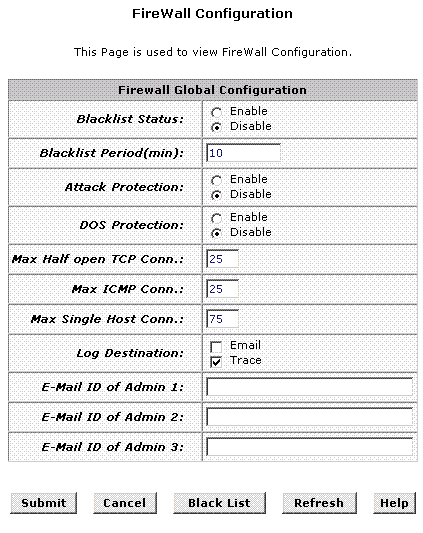 FireWall Configuration
This Page is used to view FireWall Configuration.
Firewall Global Configuration
Blacklist Status: Enable
Disable
Blacklist Period(min): 10
Attack Protection: Enable
Disable
DOS Protection: Enable
Disable
Max Half open TCP Conn.: 25
Max ICMP Conn.: 25
Max Single Host Conn.: 75
Log Destination: Email
Trace
E-Mail ID of Admin 1:
E-Mail ID of Admin 2:
E-Mail ID of Admin 3:
Submit Cancel Black List Refresh Help